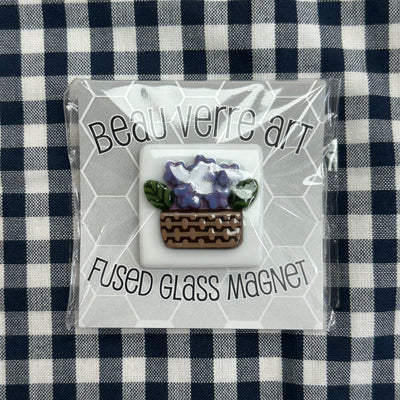 Beau Verre Art
Fused Glass Magnet